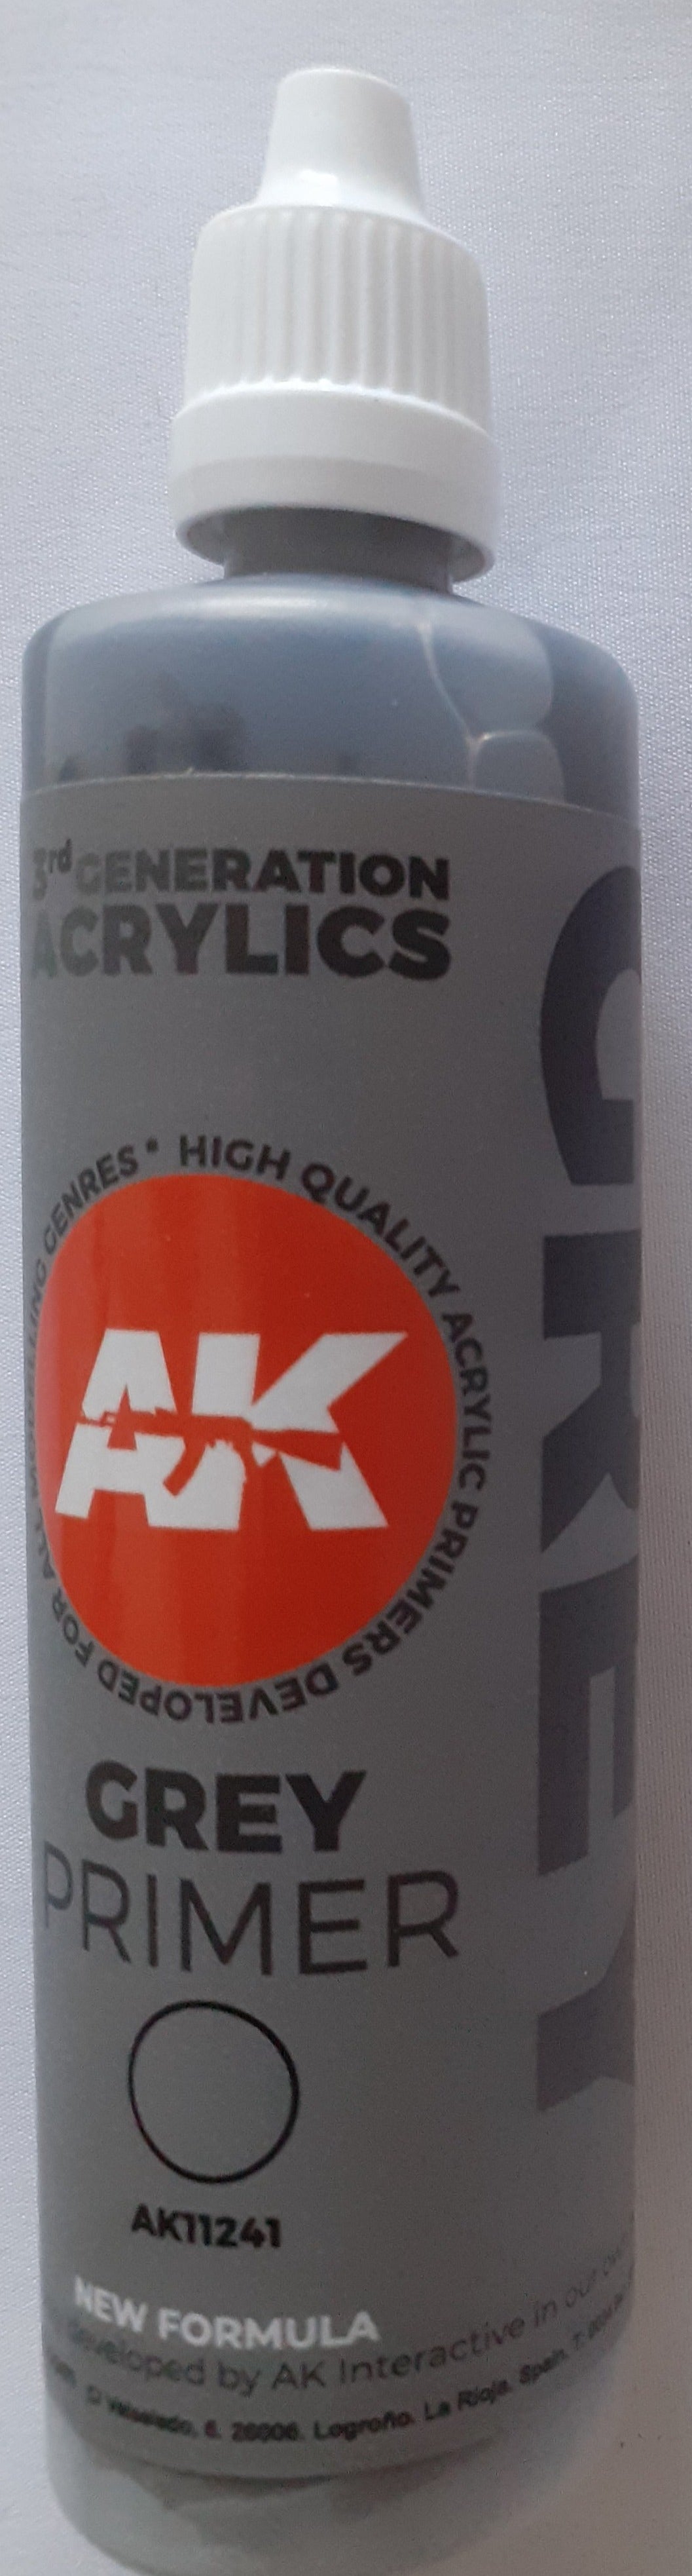 3rd GENERATION
ACRYLICS
HIGH QUALITY ACRYLIC PRIMERS DEVELOPED FOR ALL MODELLING GENRES *
AK
GREY
PRIMER
AK11241
NEW FORMULA
developed by AK Interactive in our
Logroño. La Rioja. Spain. T:
GREY